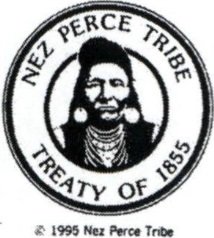 NEZ PERCE TRIBE
TREATY OF 1855
© 1995 Nez Perce Tribe